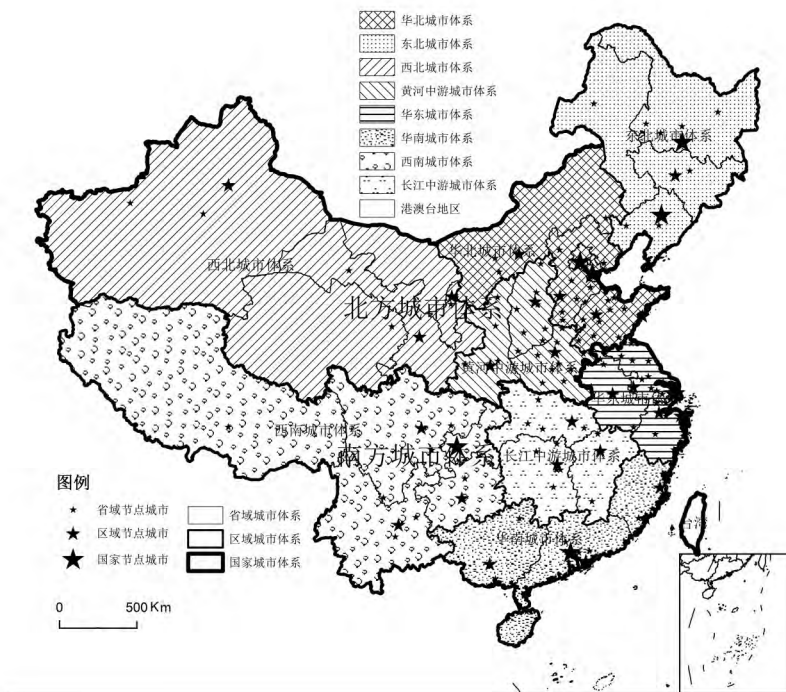 华北城市体系
东北城市体系
西北城市体系
黄河中游城市体系
华东城市体系
华南城市体系
西南城市体系
长江中游城市体系
港澳台地区
东北城市体系
华北城市体系
西北城市体系
北方城市体系
黄河中游城市体系
华东城市
西南城市体系
南方城市体系
长江中游城市体系
华南城市体系
台湾
图例
省域节点城市
区域节点城市
国家节点城市
省域城市体系
区域城市体系
国家城市体系
0 500 Km